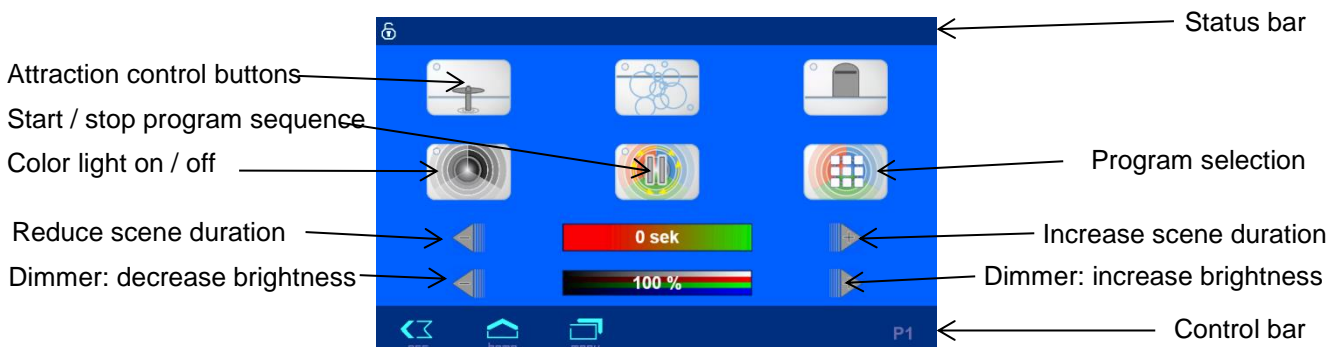 Status bar
Attraction control buttons
Start / stop program sequence
Color light on / off
Program selection
Reduce scene duration
0 sek
Increase scene duration
Dimmer: decrease brightness
100 %
Dimmer: increase brightness
P1
Control bar